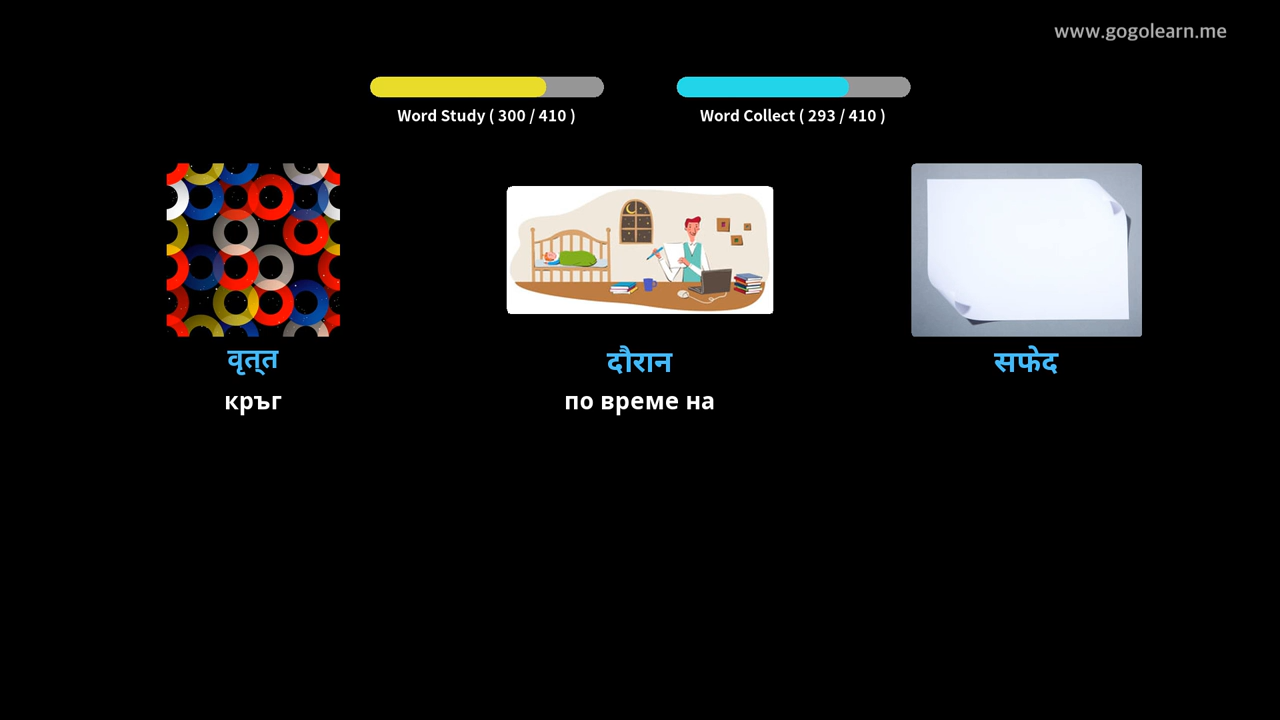 www.gogolearn.me
Word Study ( 300 / 410 )
Word Collect ( 293 / 410 )
वृत्त
दौरान
सफेद
кръг
по време на